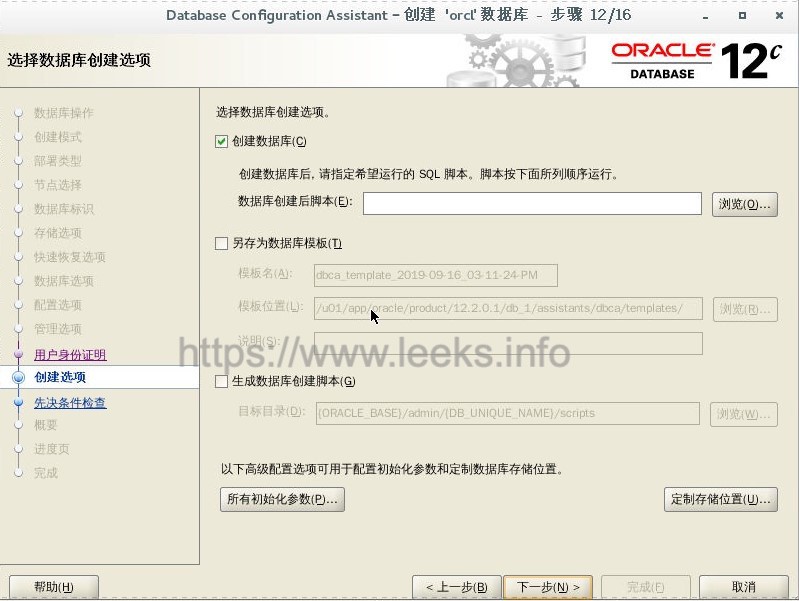 Database Configuration Assistant – 创建 'orcl' 数据库 - 步骤 12/16
选择数据库创建选项
ORACLE
DATABASE
12c
数据库操作
创建模式
部署类型
节点选择
数据库标识
存储选项
快速恢复选项
数据库选项
配置选项
管理选项
用户身份证明
创建选项
先决条件检查
概要
进度页
完成
选择数据库创建选项。
创建数据库(C)
创建数据库后, 请指定希望运行的 SQL 脚本。脚本按下面所列顺序运行。
数据库创建后脚本(E):
浏览(O)...
另存为数据库模板(T)
模板名(A): dbca_template_2019-09-16_03-11-24-PM
模板位置(L): /u01/app/oracle/product/12.2.0.1/db_1/assistants/dbca/templates/ 浏览(R)...
说明(S):
https://www.leeks.info
生成数据库创建脚本(G)
目标目录(D): {ORACLE_BASE}/admin/{DB_UNIQUE_NAME}/scripts 浏览(W)...
以下高级配置选项可用于配置初始化参数和定制数据库存储位置。
所有初始化参数(P)... 定制存储位置(U)...
帮助(H) < 上一步(B) 下一步(N) > 完成(F) 取消